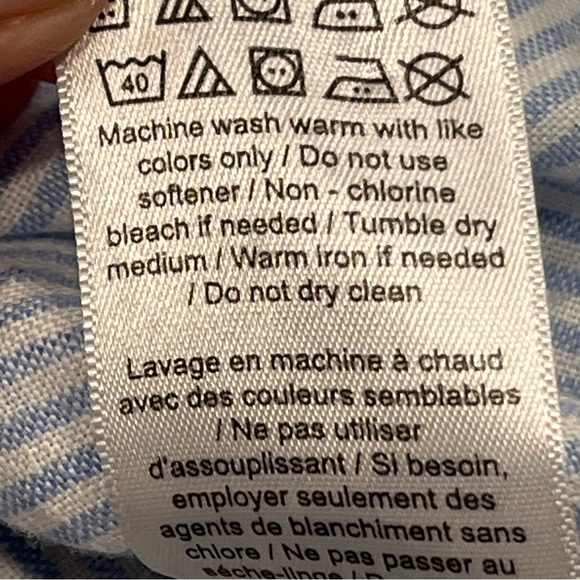 40
Machine wash warm with like
colors only / Do not use
softener / Non - chlorine
bleach if needed / Tumble dry
medium / Warm iron if needed
/ Do not dry clean
Lavage en machine à chaud
avec des couleurs semblables
/ Ne pas utiliser
d'assouplissant / Si besoin,
employer seulement des
agents de blanchiment sans
chlore / Ne pas passer au
sèche-linge /